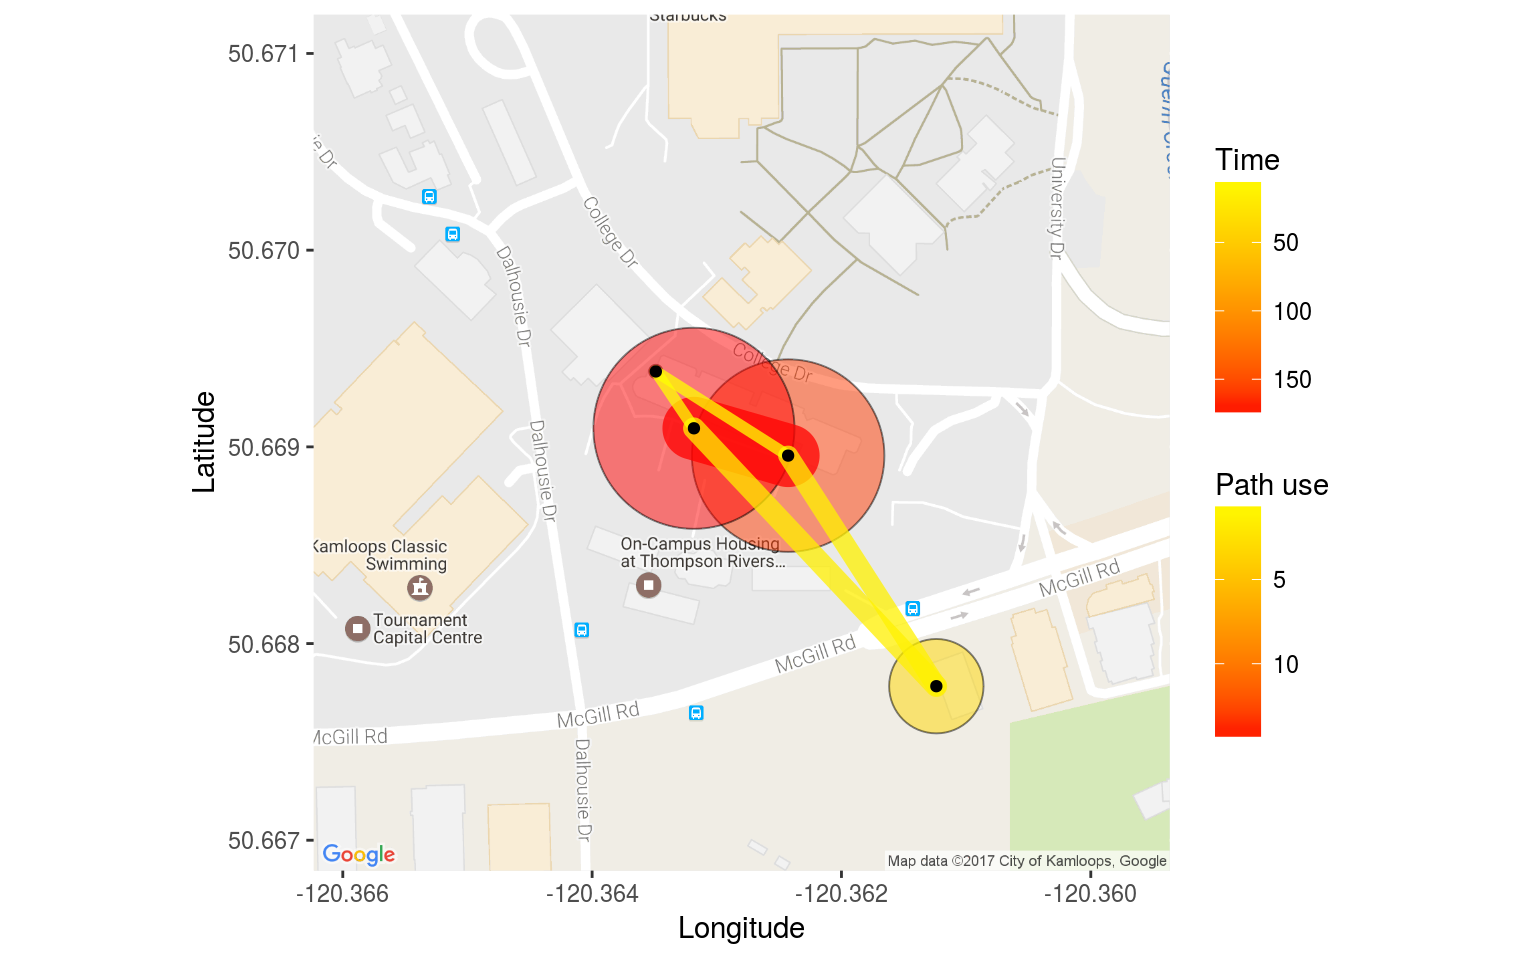 Starbucks
50.671
50.670
50.669
50.668
50.667
Latitude
-120.366
-120.364
-120.362
-120.360
Longitude
ie Dr
College Dr
University Dr
Dalhousie Dr
College Dr
Dalhousie Dr
Kamloops Classic
Swimming
Tournament
Capital Centre
On-Campus Housing
at Thompson Rivers...
McGill Rd
McGill Rd
McGill Rd
McGill Rd
Dalhousie Dr
Google
Map data ©2017 City of Kamloops, Google
Time
50
100
150
Path use
5
10